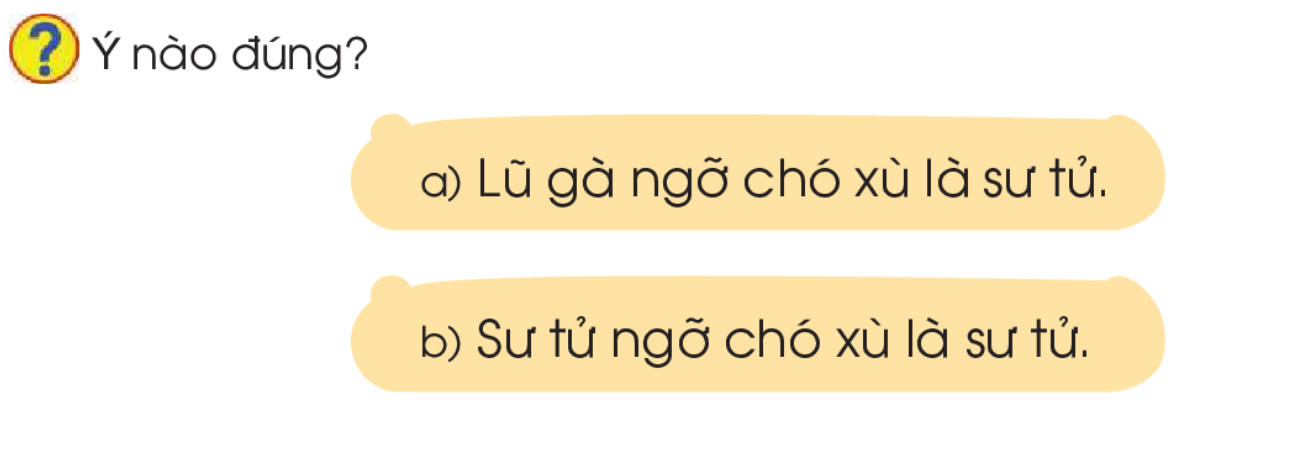 ? Ý nào đúng?
a) Lũ gà ngỡ chó xù là sư tử.
b) Sư tử ngỡ chó xù là sư tử.